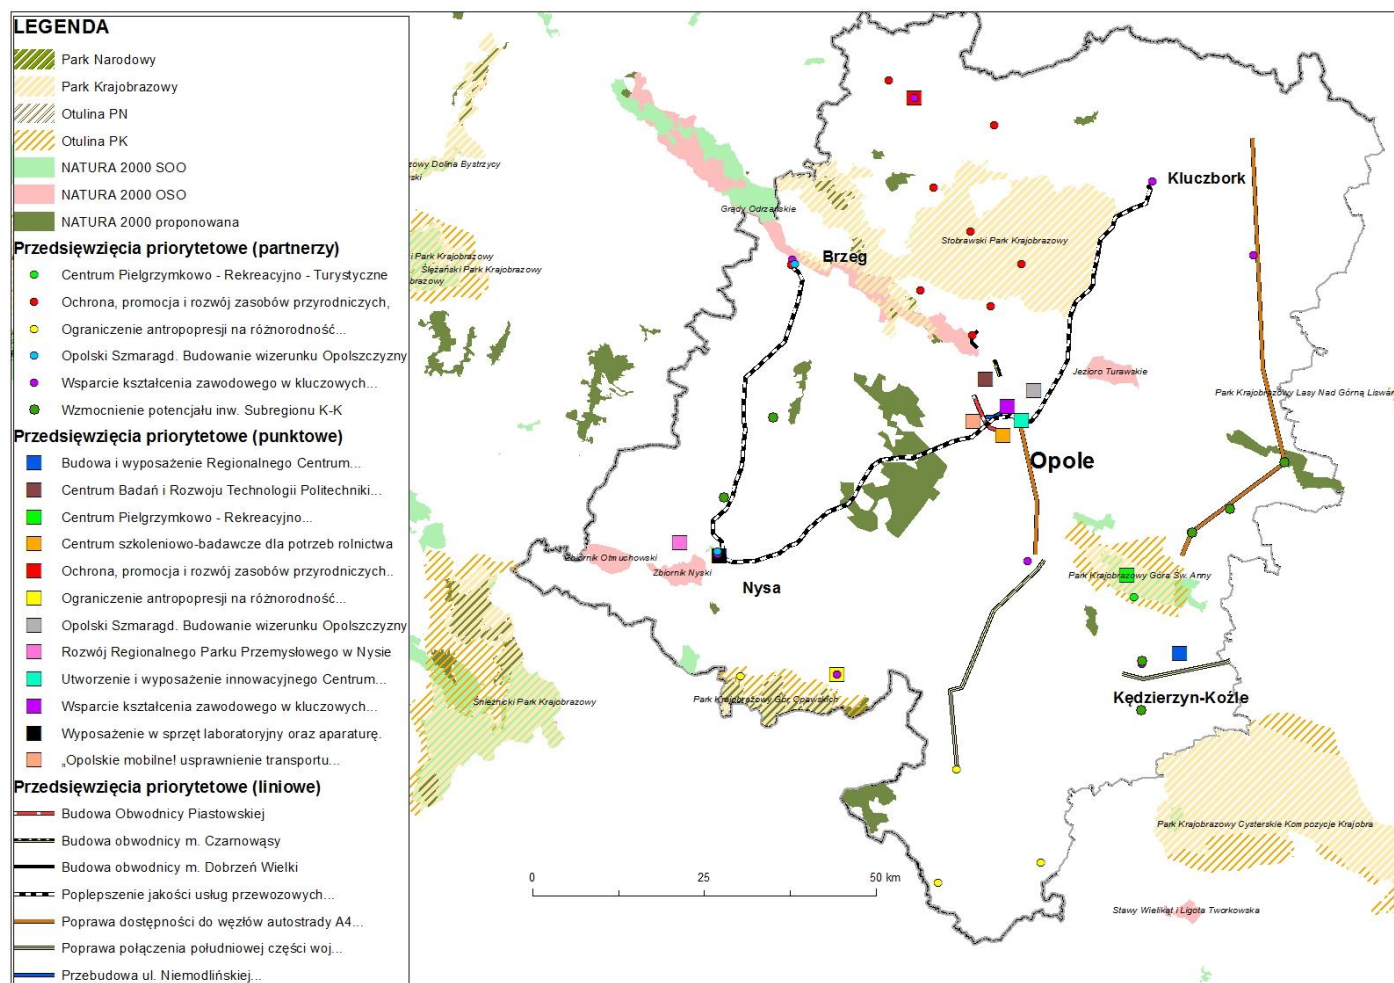 LEGENDA
Park Narodowy
Park Krajobrazowy
Otulina PN
Otulina PK
NATURA 2000 SOO
NATURA 2000 OSO
NATURA 2000 proponowana
Przedsięwzięcia priorytetowe (partnerzy)
Centrum Pielgrzymkowo - Rekreacyjno - Turystyczne
Ochrona, promocja i rozwój zasobów przyrodniczych,
Ograniczenie antropopresji na różnorodność...
Opolski Szmaragd. Budowanie wizerunku Opolszczyzny
Wsparcie kształcenia zawodowego w kluczowych...
Wzmocnienie potencjału inw. Subregionu K-K
Przedsięwzięcia priorytetowe (punktowe)
Budowa i wyposażenie Regionalnego Centrum...
Centrum Badań i Rozwoju Technologii Politechniki...
Centrum Pielgrzymkowo - Rekreacyjno...
Centrum szkoleniowo-badawcze dla potrzeb rolnictwa
Ochrona, promocja i rozwój zasobów przyrodniczych..
Ograniczenie antropopresji na różnorodność...
Opolski Szmaragd. Budowanie wizerunku Opolszczyzny
Rozwój Regionalnego Parku Przemysłowego w Nysie
Utworzenie i wyposażenie innowacyjnego Centrum...
Wsparcie kształcenia zawodowego w kluczowych...
Wyposażenie w sprzęt laboratoryjny oraz aparaturę.
„Opolskie mobilne! usprawnienie transportu...
Przedsięwzięcia priorytetowe (liniowe)
Budowa Obwodnicy Piastowskiej
Budowa obwodnicy m. Czarnowąsy
Budowa obwodnicy m. Dobrzeń Wielki
Poplepszenie jakości usług przewozowych...
Poprawa dostępności do węzłów autostrady A4...
Poprawa połączenia południowej części woj...
Przebudowa ul. Niemodlińskiej...
zowy Dolina Bystrzycy
ski
i Park Krajobrazowy
Ślężański Park Krajobrazowy
obrazowy
Grądy Odrzańskie
Kluczbork
Stobrawski Park Krajobrazowy
Brzeg
Jezioro Turawskie
Park Krajobrazowy Lasy Nad Górną Liswar
Opole
Zbiornik Otmuchowski
Zbiornik Nyski
Nysa
Park Krajobrazowy Góra Św. Anny
Śnieżnicki Park Krajobrazowy
Park Krajobrazowy Gór Opawskich
Kędzierzyn-Koźle
Park Krajobrazowy Cysterskie Kompozycje Krajobra
0 25 50 km
Stawy Wielikąt i Ligota Tworkowska